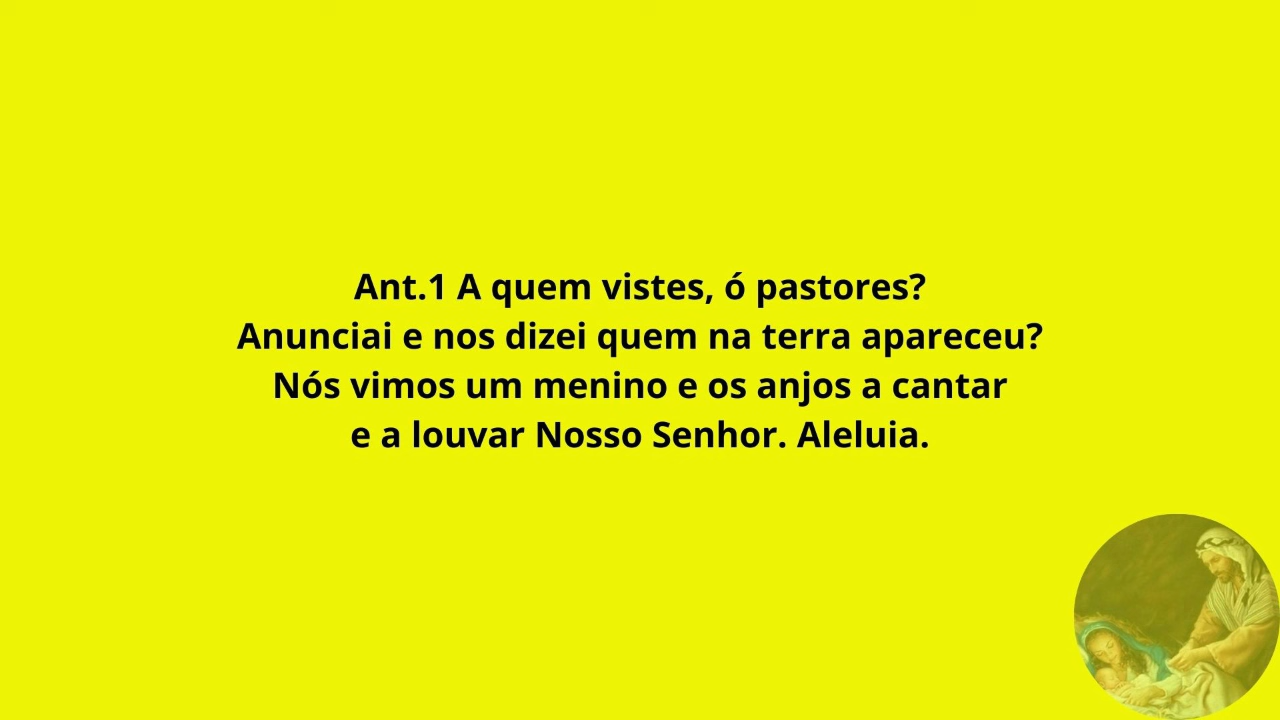 Ant.1 A quem vistes, ó pastores?
Anunciai e nos dizei quem na terra apareceu?
Nós vimos um menino e os anjos a cantar
e a louvar Nosso Senhor. Aleluia.